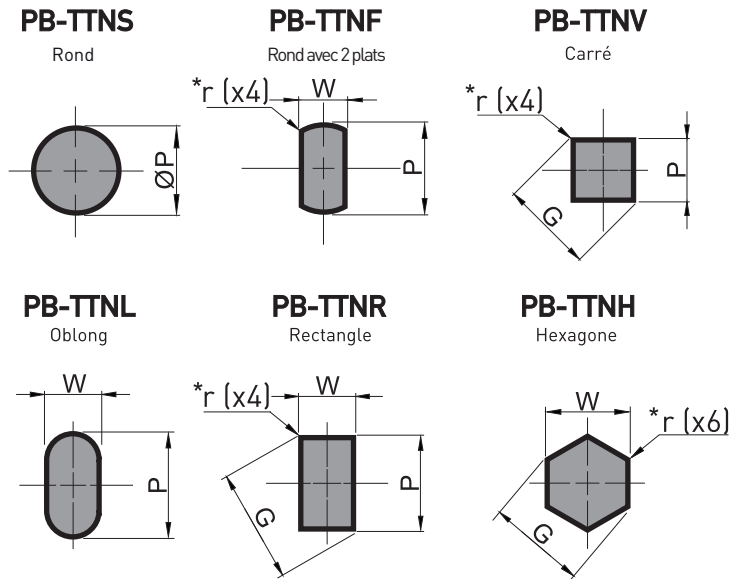 PB-TTNS
Rond
ØP
PB-TTNF
Rond avec 2 plats
*r (x4)
W
P
PB-TTNV
Carré
*r (x4)
P
G
PB-TTNL
Oblong
W
P
PB-TTNR
Rectangle
*r (x4)
W
P
G
PB-TTNH
Hexagone
W
*r (x6)
G